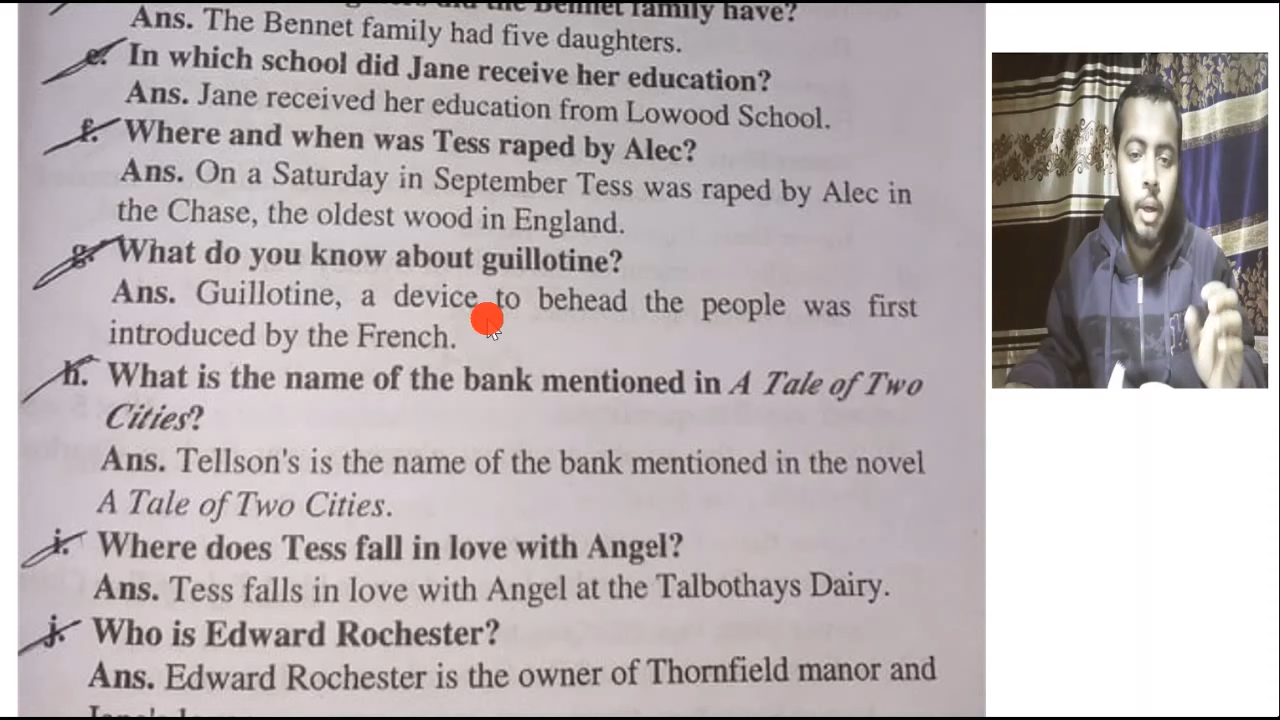 the Bennet family have?
Ans. The Bennet family had five daughters.
e. In which school did Jane receive her education?
Ans. Jane received her education from Lowood School.
f. Where and when was Tess raped by Alec?
Ans. On a Saturday in September Tess was raped by Alec in
the Chase, the oldest wood in England.
g. What do you know about guillotine?
Ans. Guillotine, a device to behead the people was first
introduced by the French.
h. What is the name of the bank mentioned in A Tale of Two
Cities?
Ans. Tellson's is the name of the bank mentioned in the novel
A Tale of Two Cities.
i. Where does Tess fall in love with Angel?
Ans. Tess falls in love with Angel at the Talbothays Dairy.
j. Who is Edward Rochester?
Ans. Edward Rochester is the owner of Thornfield manor and